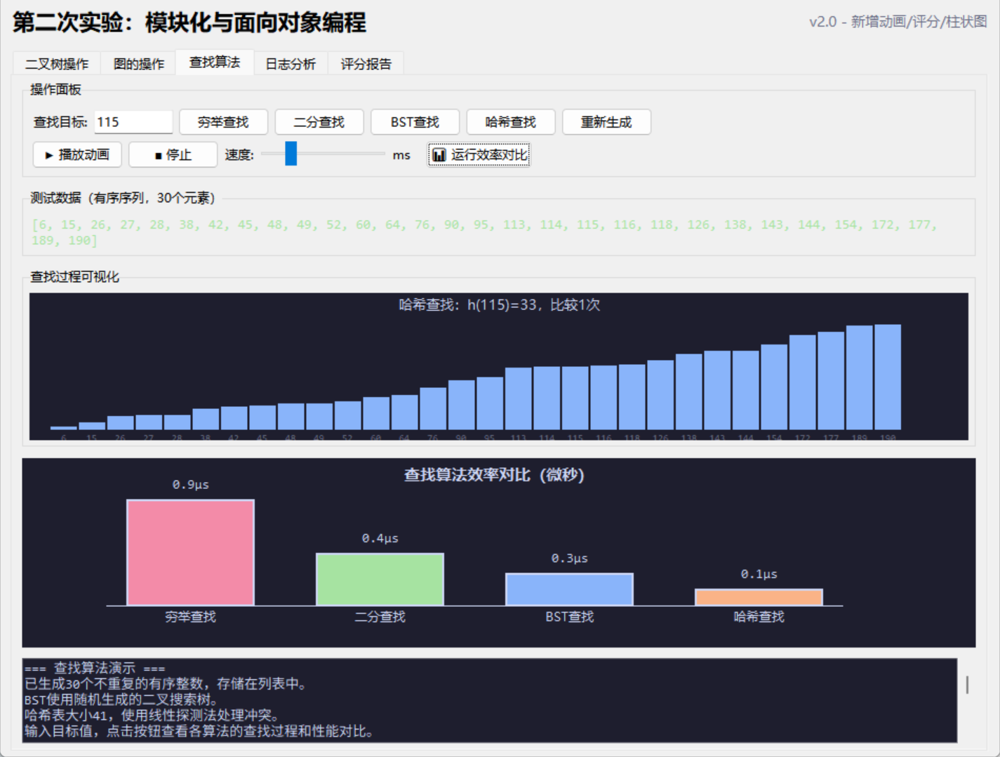 第二次实验：模块化与面向对象编程
v2.0 - 新增动画/评分/柱状图
二叉树操作 图的操作 查找算法 日志分析 评分报告
操作面板
查找目标: 115 穷举查找 二分查找 BST查找 哈希查找 重新生成
▶ 播放动画 ■ 停止 速度: ms 运行效率对比
测试数据（有序序列，30个元素）
[6, 15, 26, 27, 28, 38, 42, 45, 48, 49, 52, 60, 64, 76, 90, 95, 113, 114, 115, 116, 118, 126, 138, 143, 144, 154, 172, 177,
189, 190]
查找过程可视化
哈希查找：h(115)=33，比较1次
6 15 26 27 28 38 42 45 48 49 52 60 64 76 90 95 113 114 115 116 118 126 138 143 144 154 172 177 189 190
查找算法效率对比（微秒）
0.9μs 0.4μs 0.3μs 0.1μs
穷举查找 二分查找 BST查找 哈希查找
=== 查找算法演示 ===
已生成30个不重复的有序整数，存储在列表中。
BST使用随机生成的二叉搜索树。
哈希表大小41，使用线性探测法处理冲突。
输入目标值，点击按钮查看各算法的查找过程和性能对比。